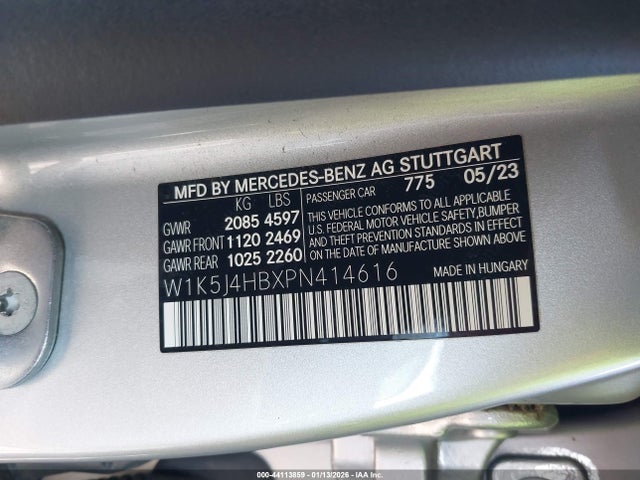 MFD BY MERCEDES-BENZ AG STUTTGART
KG LBS
GVWR 2085 4597
GAWR FRONT 1120 2469
GAWR REAR 1025 2260
PASSENGER CAR 775 05/23
THIS VEHICLE CONFORMS TO ALL APPLICABLE
U.S. FEDERAL MOTOR VEHICLE SAFETY,BUMPER
AND THEFT PREVENTION STANDARDS IN EFFECT
ON THE DATE OF MANUFACTURE SHOWN ABOVE
MADE IN HUNGARY
W1K5J4HBXPN414616
000-44113859 - 01/13/2026 - COPYRIGHT IAA